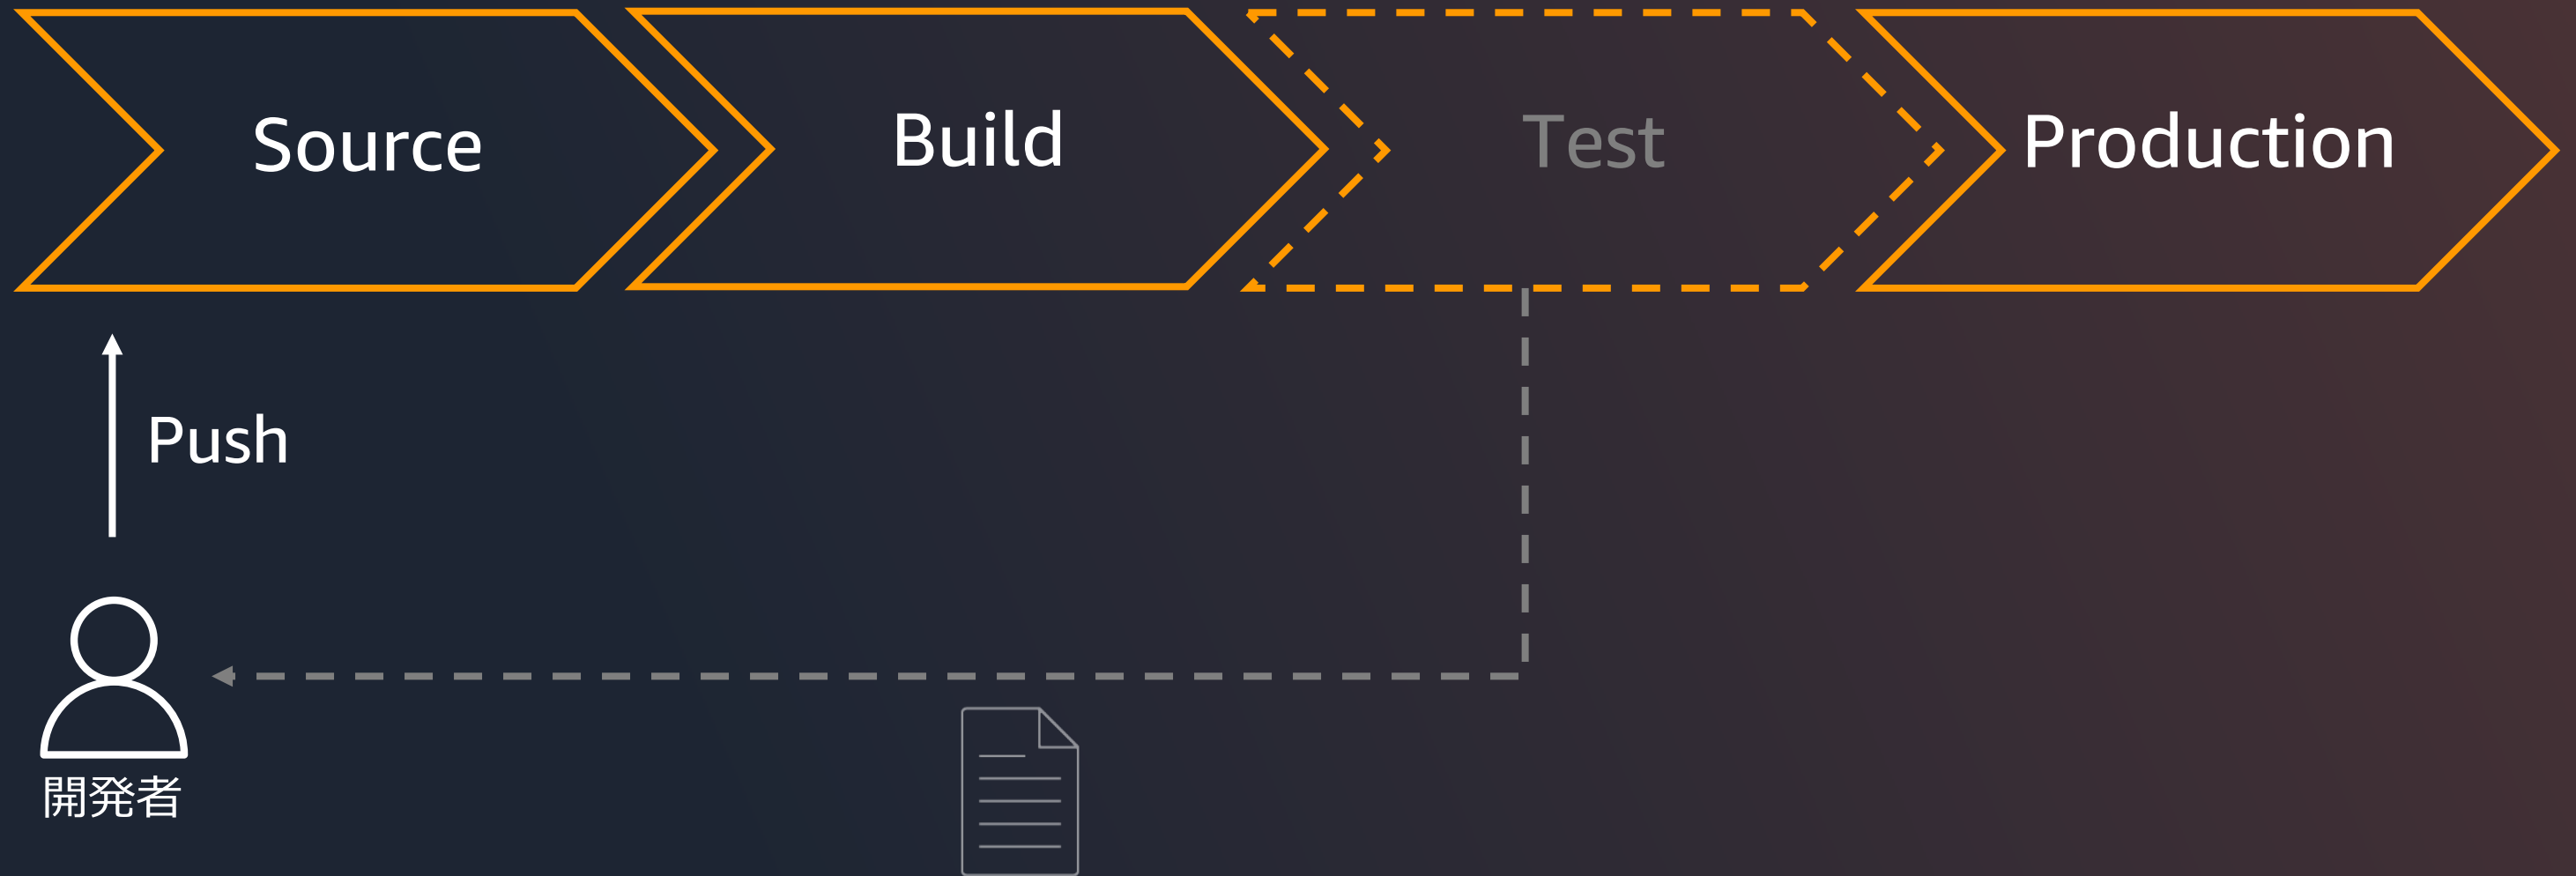 Source
Build
Test
Production
Push
開発者